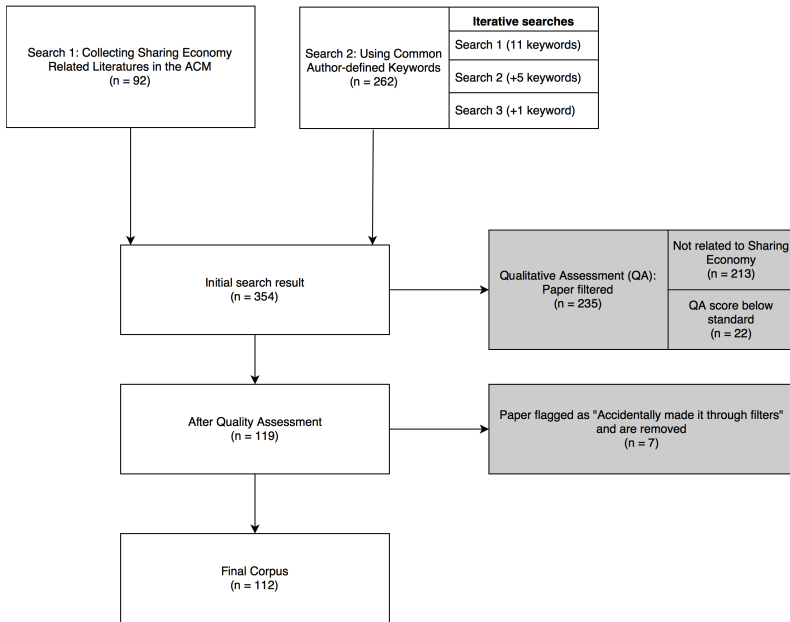 Search 1: Collecting Sharing Economy
Related Literatures in the ACM
(n = 92)
Search 2: Using Common
Author-defined Keywords
(n = 262)
Iterative searches
Search 1 (11 keywords)
Search 2 (+5 keywords)
Search 3 (+1 keyword)
Initial search result
(n = 354)
Qualitative Assessment (QA):
Paper filtered
(n = 235)
Not related to Sharing
Economy
(n = 213)
QA score below
standard
(n = 22)
After Quality Assessment
(n = 119)
Paper flagged as "Accidentally made it through filters"
and are removed
(n = 7)
Final Corpus
(n = 112)